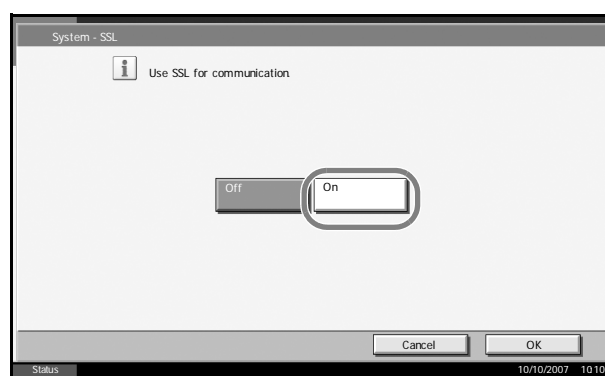 System - SSL
i Use SSL for communication.
Off
On
Cancel
OK
Status
10/10/2007 10:10